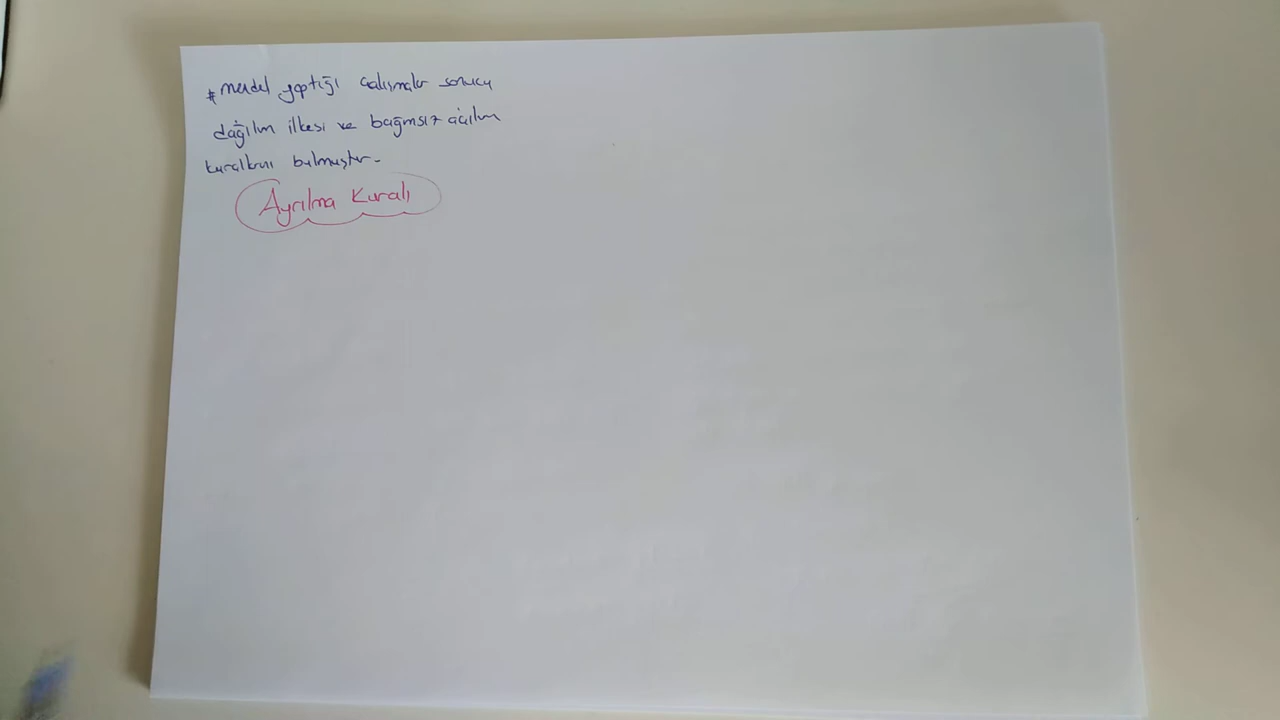 # mendel yaptığı çalışmalar sonucu
dağılım ilkesi ve bağımsız açılım
kurallarını bulmuştur.
Ayrılma Kuralı